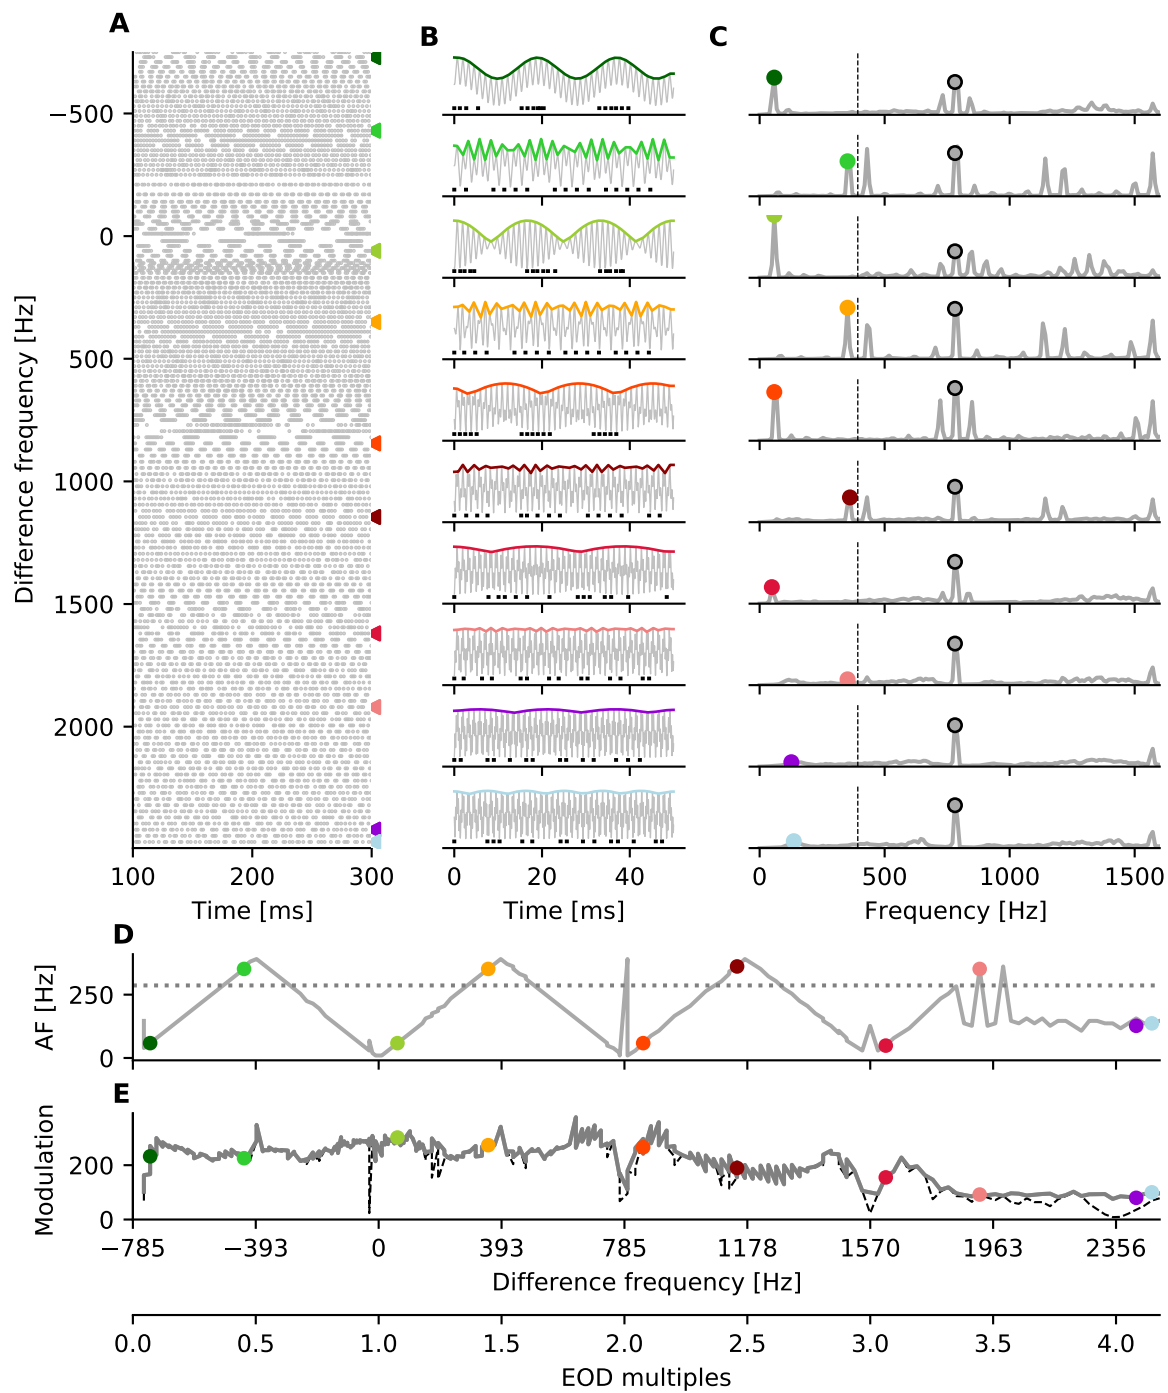 A
B
C
Difference frequency [Hz]
−500
0
500
1000
1500
2000
100 200 300
Time [ms]
0 20 40
Time [ms]
0 500 1000 1500
Frequency [Hz]
D
AF [Hz]
250
0
E
Modulation
200
0
−785 −393 0 393 785 1178 1570 1963 2356
Difference frequency [Hz]
0.0 0.5 1.0 1.5 2.0 2.5 3.0 3.5 4.0
EOD multiples